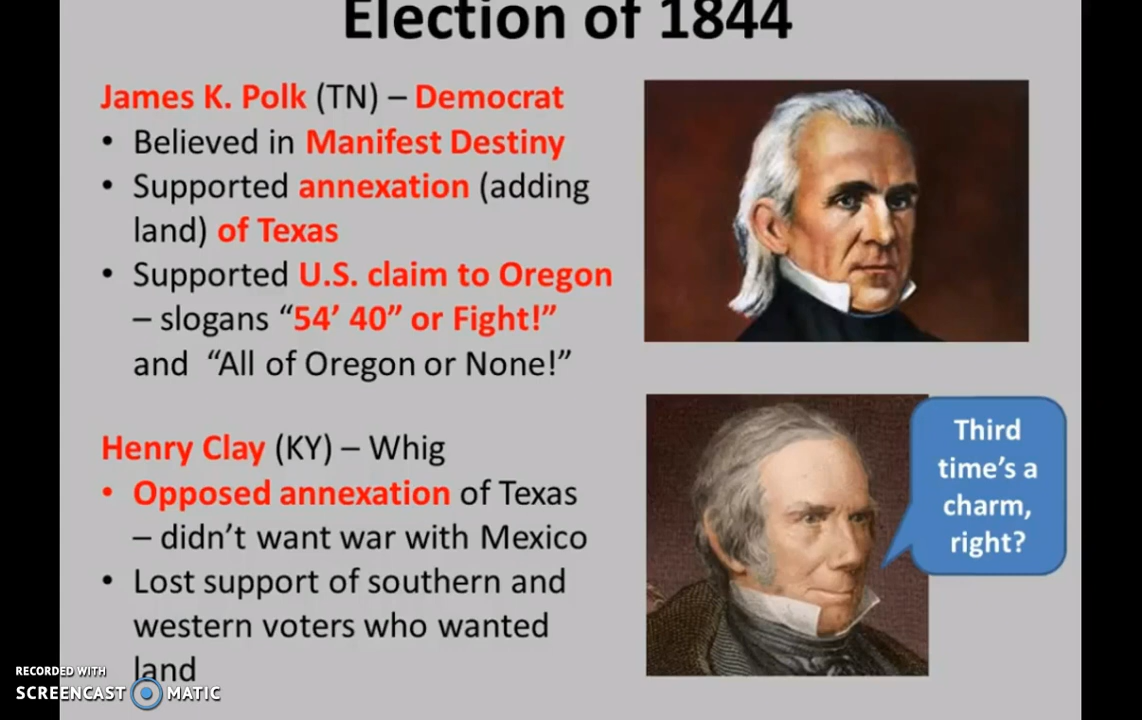 Election of 1844
James K. Polk (TN) – Democrat
• Believed in Manifest Destiny
• Supported annexation (adding
land) of Texas
• Supported U.S. claim to Oregon
– slogans “54’ 40” or Fight!”
and “All of Oregon or None!”
Henry Clay (KY) – Whig
• Opposed annexation of Texas
– didn’t want war with Mexico
• Lost support of southern and
western voters who wanted
land
Third
time’s a
charm,
right?
RECORDED WITH
SCREENCAST MATIC